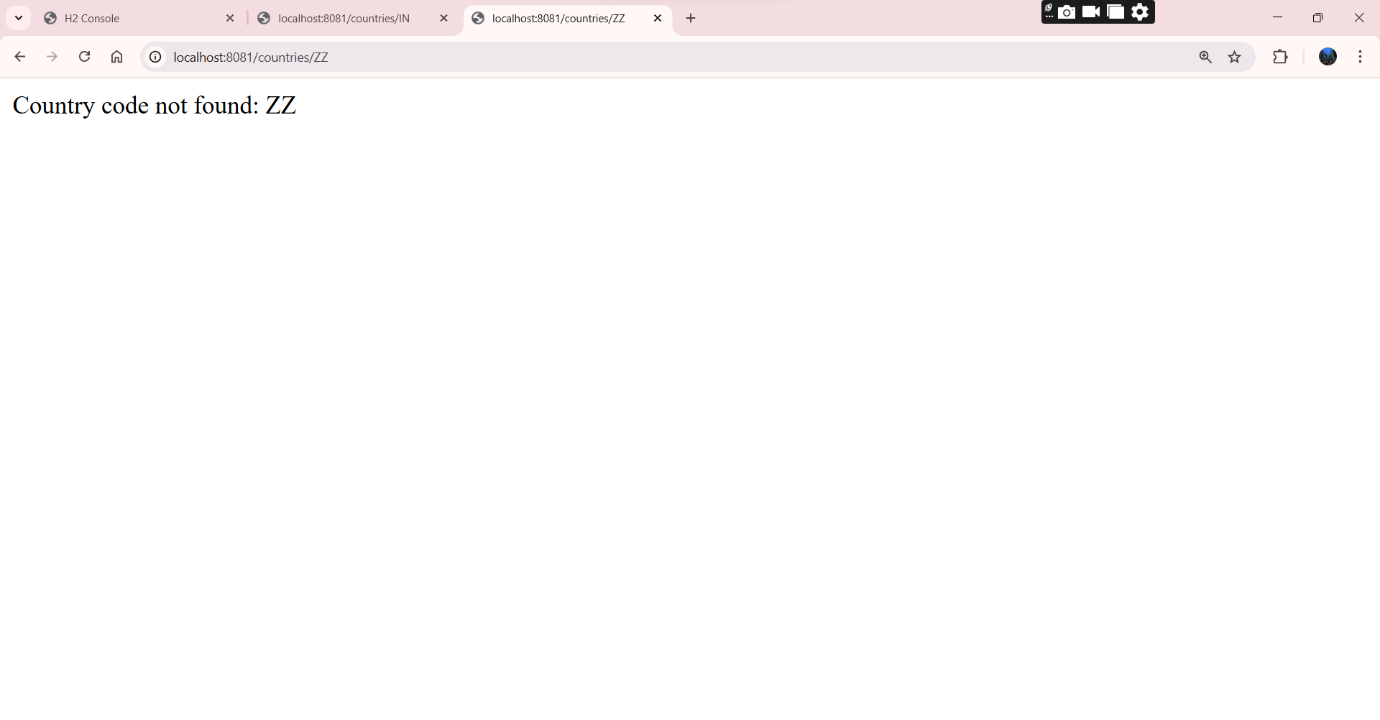 H2 Console
localhost:8081/countries/IN
localhost:8081/countries/ZZ
localhost:8081/countries/ZZ
Country code not found: ZZ